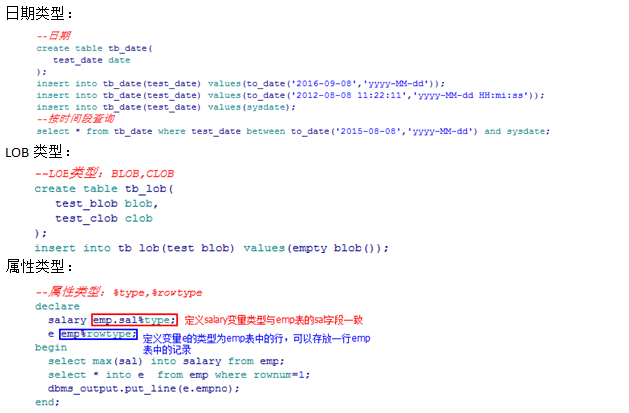 日期类型：
--日期
create table tb_date(
test_date date
);
insert into tb_date(test_date) values(to_date('2016-09-08','yyyy-MM-dd'));
insert into tb_date(test_date) values(to_date('2012-08-08 11:22:11','yyyy-MM-dd HH:mi:ss'));
insert into tb_date(test_date) values(sysdate);
--按时间段查询
select * from tb_date where test_date between to_date('2015-08-08','yyyy-MM-dd') and sysdate;
LOB 类型：
--LOB类型：BLOB,CLOB
create table tb_lob(
test_blob blob,
test_clob clob
);
insert into tb_lob(test_blob) values(empty_blob());
属性类型：
--属性类型：%type,%rowtype
declare
salary emp.sal%type; 定义salary变量类型与emp表的sal字段一致
e emp%rowtype; 定义变量e的类型为emp表中的行，可以存放一行emp
表中的记录
begin
select max(sal) into salary from emp;
select * into e from emp where rownum=1;
dbms_output.put_line(e.empno);
end;